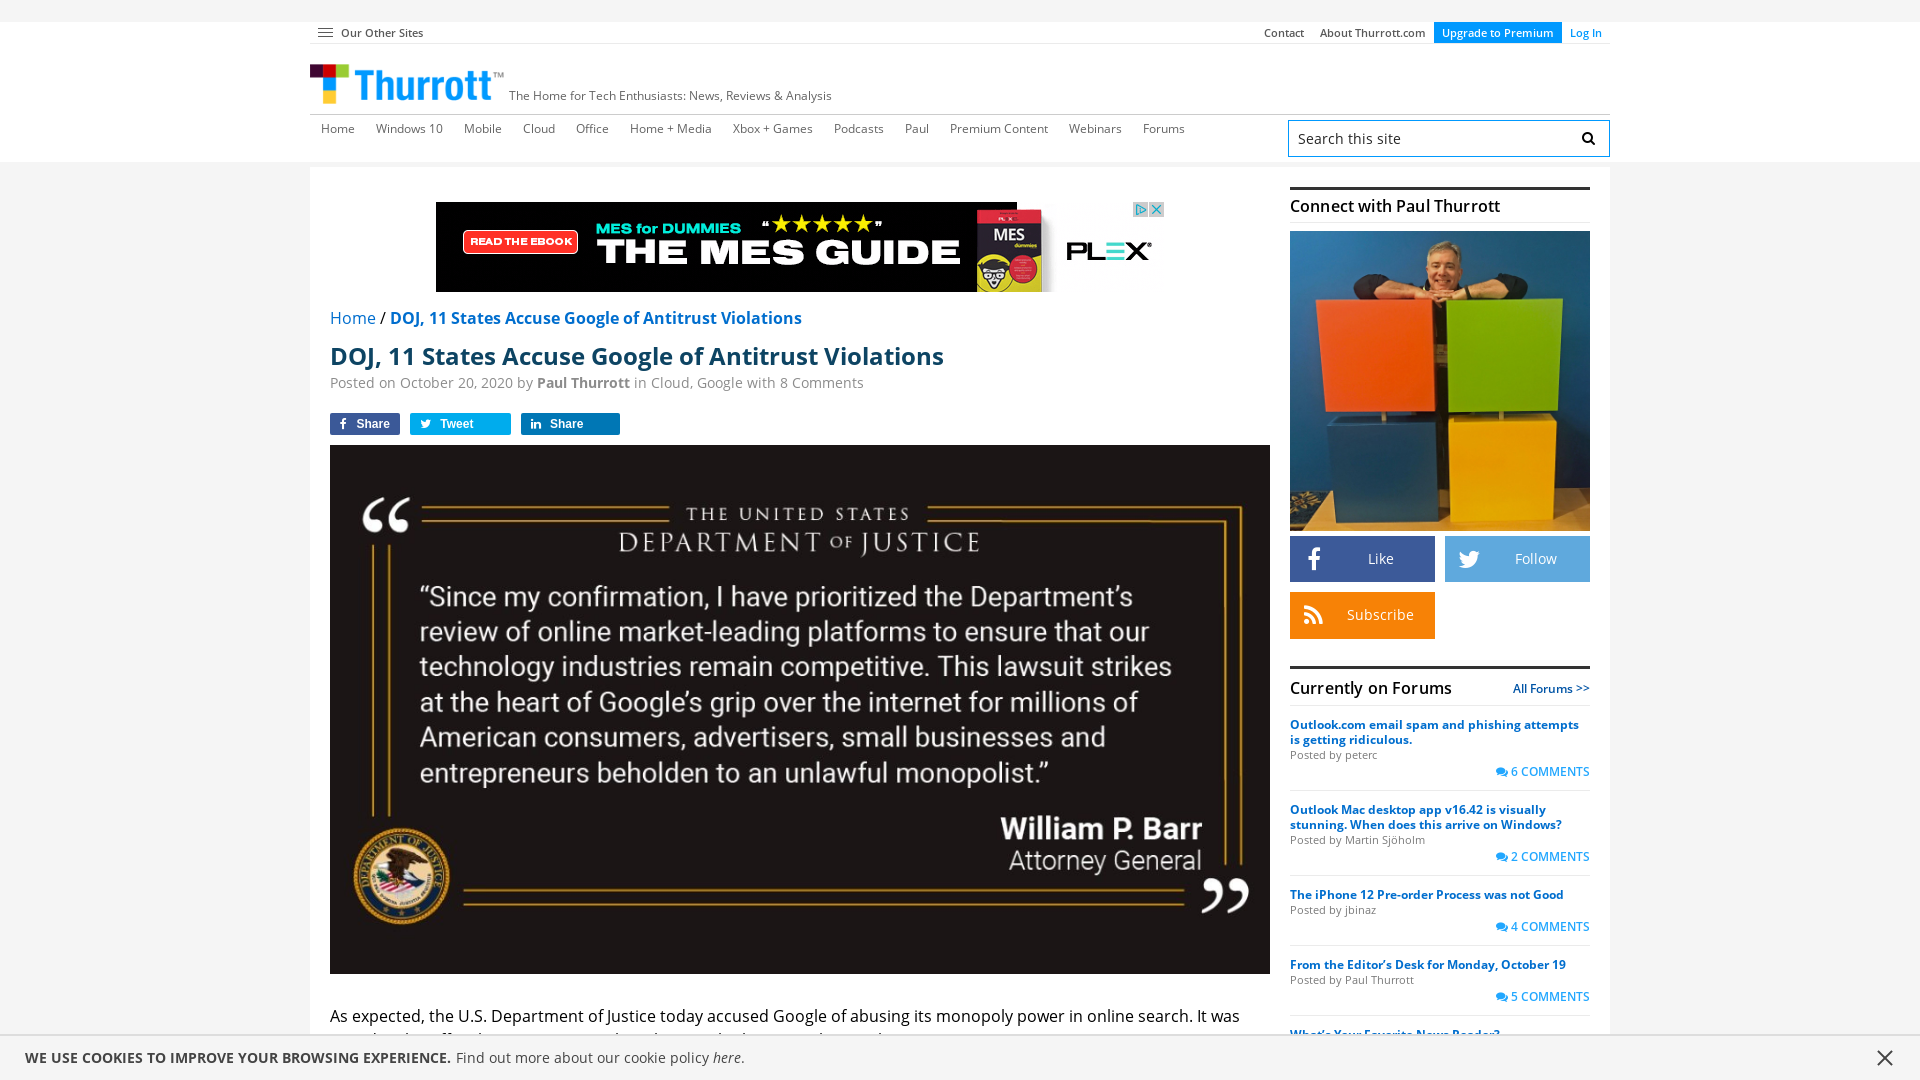 Our Other Sites
Contact
About Thurrott.com
Upgrade to Premium
Log In
Thurrott™
The Home for Tech Enthusiasts: News, Reviews & Analysis
Home
Windows 10
Mobile
Cloud
Office
Home + Media
Xbox + Games
Podcasts
Paul
Premium Content
Webinars
Forums
Search this site
READ THE EBOOK
MES for DUMMIES
“★★★★★”
THE MES GUIDE
PLEX
MES
dummies
PLEX
Home / DOJ, 11 States Accuse Google of Antitrust Violations
DOJ, 11 States Accuse Google of Antitrust Violations
Posted on October 20, 2020 by Paul Thurrott in Cloud, Google with 8 Comments
Share
Tweet
Share
THE UNITED STATES
DEPARTMENT OF JUSTICE
“Since my confirmation, I have prioritized the Department’s
review of online market-leading platforms to ensure that our
technology industries remain competitive. This lawsuit strikes
at the heart of Google’s grip over the internet for millions of
American consumers, advertisers, small businesses and
entrepreneurs beholden to an unlawful monopolist.”
William P. Barr
Attorney General
As expected, the U.S. Department of Justice today accused Google of abusing its monopoly power in online search. It was
Connect with Paul Thurrott
Like
Follow
Subscribe
Currently on Forums
All Forums >>
Outlook.com email spam and phishing attempts
is getting ridiculous.
Posted by peterc
6 COMMENTS
Outlook Mac desktop app v16.42 is visually
stunning. When does this arrive on Windows?
Posted by Martin Sjöholm
2 COMMENTS
The iPhone 12 Pre-order Process was not Good
Posted by jbinaz
4 COMMENTS
From the Editor’s Desk for Monday, October 19
Posted by Paul Thurrott
5 COMMENTS
What’s Your Favorite News Reader?
WE USE COOKIES TO IMPROVE YOUR BROWSING EXPERIENCE. Find out more about our cookie policy here.